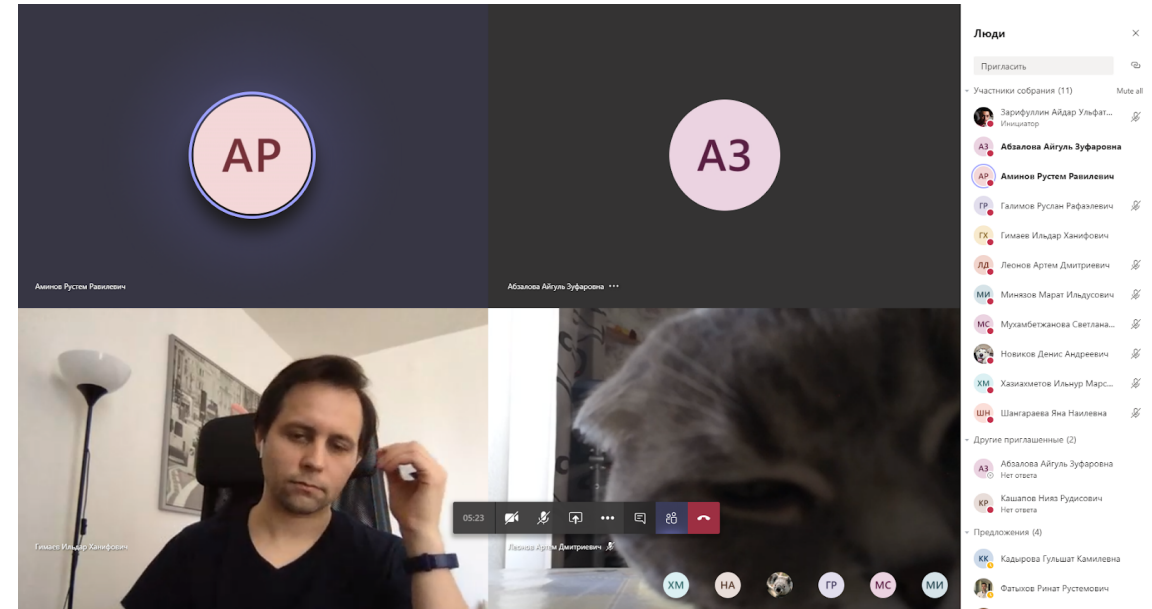 АР
Аминов Рустем Равилевич
АЗ
Абзалова Айгуль Зуфаровна ···
Гимаев Ильдар Ханифович
05:23
Леонов Артем Дмитриевич
ХМ
НА
ГР
МС
МИ
Люди
Пригласить
Участники собрания (11)
Mute all
Зарифуллин Айдар Ульфат...
Инициатор
АЗ Абзалова Айгуль Зуфаровна
АР Аминов Рустем Равилевич
ГР Галимов Руслан Рафаэлевич
ГХ Гимаев Ильдар Ханифович
ЛД Леонов Артем Дмитриевич
МИ Минязов Марат Ильдусович
МС Мухамбетжанова Светлана...
Новиков Денис Андреевич
ХМ Хазиахметов Ильнур Марс...
ШН Шангараева Яна Наилевна
Другие приглашенные (2)
АЗ Абзалова Айгуль Зуфаровна
Нет ответа
КР Кашапов Нияз Рудисович
Нет ответа
Предложения (4)
КК Кадырова Гульшат Камилевна
Фатыхов Ринат Рустемович